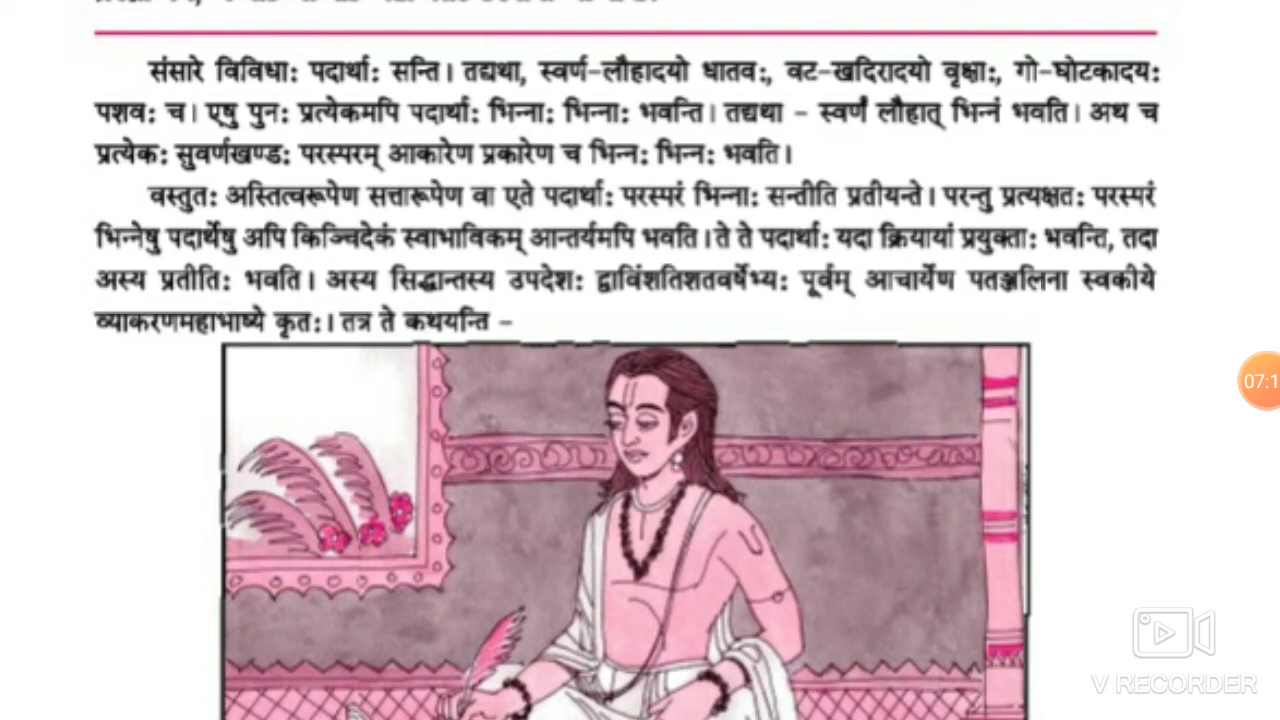 संसारे विविधाः पदार्थाः सन्ति। तद्यथा, स्वर्ण-लौहादयो धातवः, वट-खदिरादयो वृक्षाः, गो-घोटकादयः
पशवः च। एषु पुनः प्रत्येकमपि पदार्थाः भिन्नाः भिन्नाः भवन्ति। तद्यथा - स्वर्णं लौहात् भिन्नं भवति। अथ च
प्रत्येकः सुवर्णखण्डः परस्परम् आकारेण प्रकारेण च भिन्नः भिन्नः भवति।
वस्तुतः अस्तित्वरूपेण सत्तारूपेण वा एते पदार्थाः परस्परं भिन्नाः सन्तीति प्रतीयन्ते। परन्तु प्रत्यक्षतः परस्परं
भिन्नेषु पदार्थेषु अपि किञ्चिदेकं स्वाभाविकम् आन्तर्यमपि भवति। ते ते पदार्थाः यदा क्रियायां प्रयुक्ताः भवन्ति, तदा
अस्य प्रतीतिः भवति। अस्य सिद्धान्तस्य उपदेशः द्वाविंशतिशतवर्षेभ्यः पूर्वम् आचार्येण पतञ्जलिना स्वकीये
व्याकरणमहाभाष्ये कृतः। तत्र ते कथयन्ति -
07:1
V RECORDER